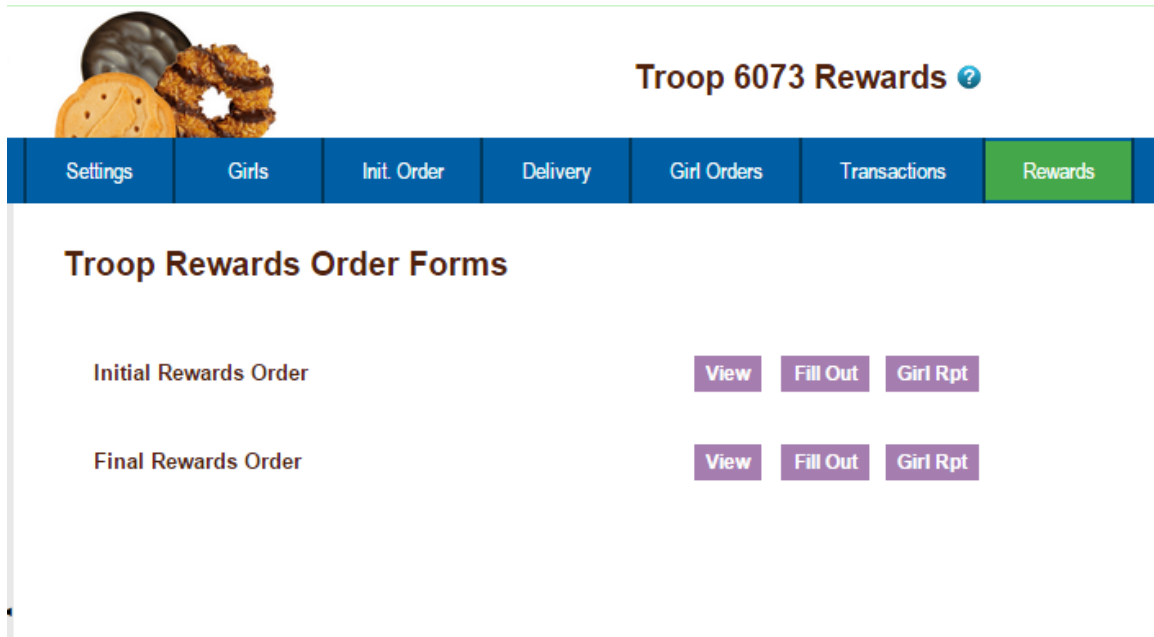 Troop 6073 Rewards ?
Settings Girls Init. Order Delivery Girl Orders Transactions Rewards
Troop Rewards Order Forms
Initial Rewards Order View Fill Out Girl Rpt
Final Rewards Order View Fill Out Girl Rpt